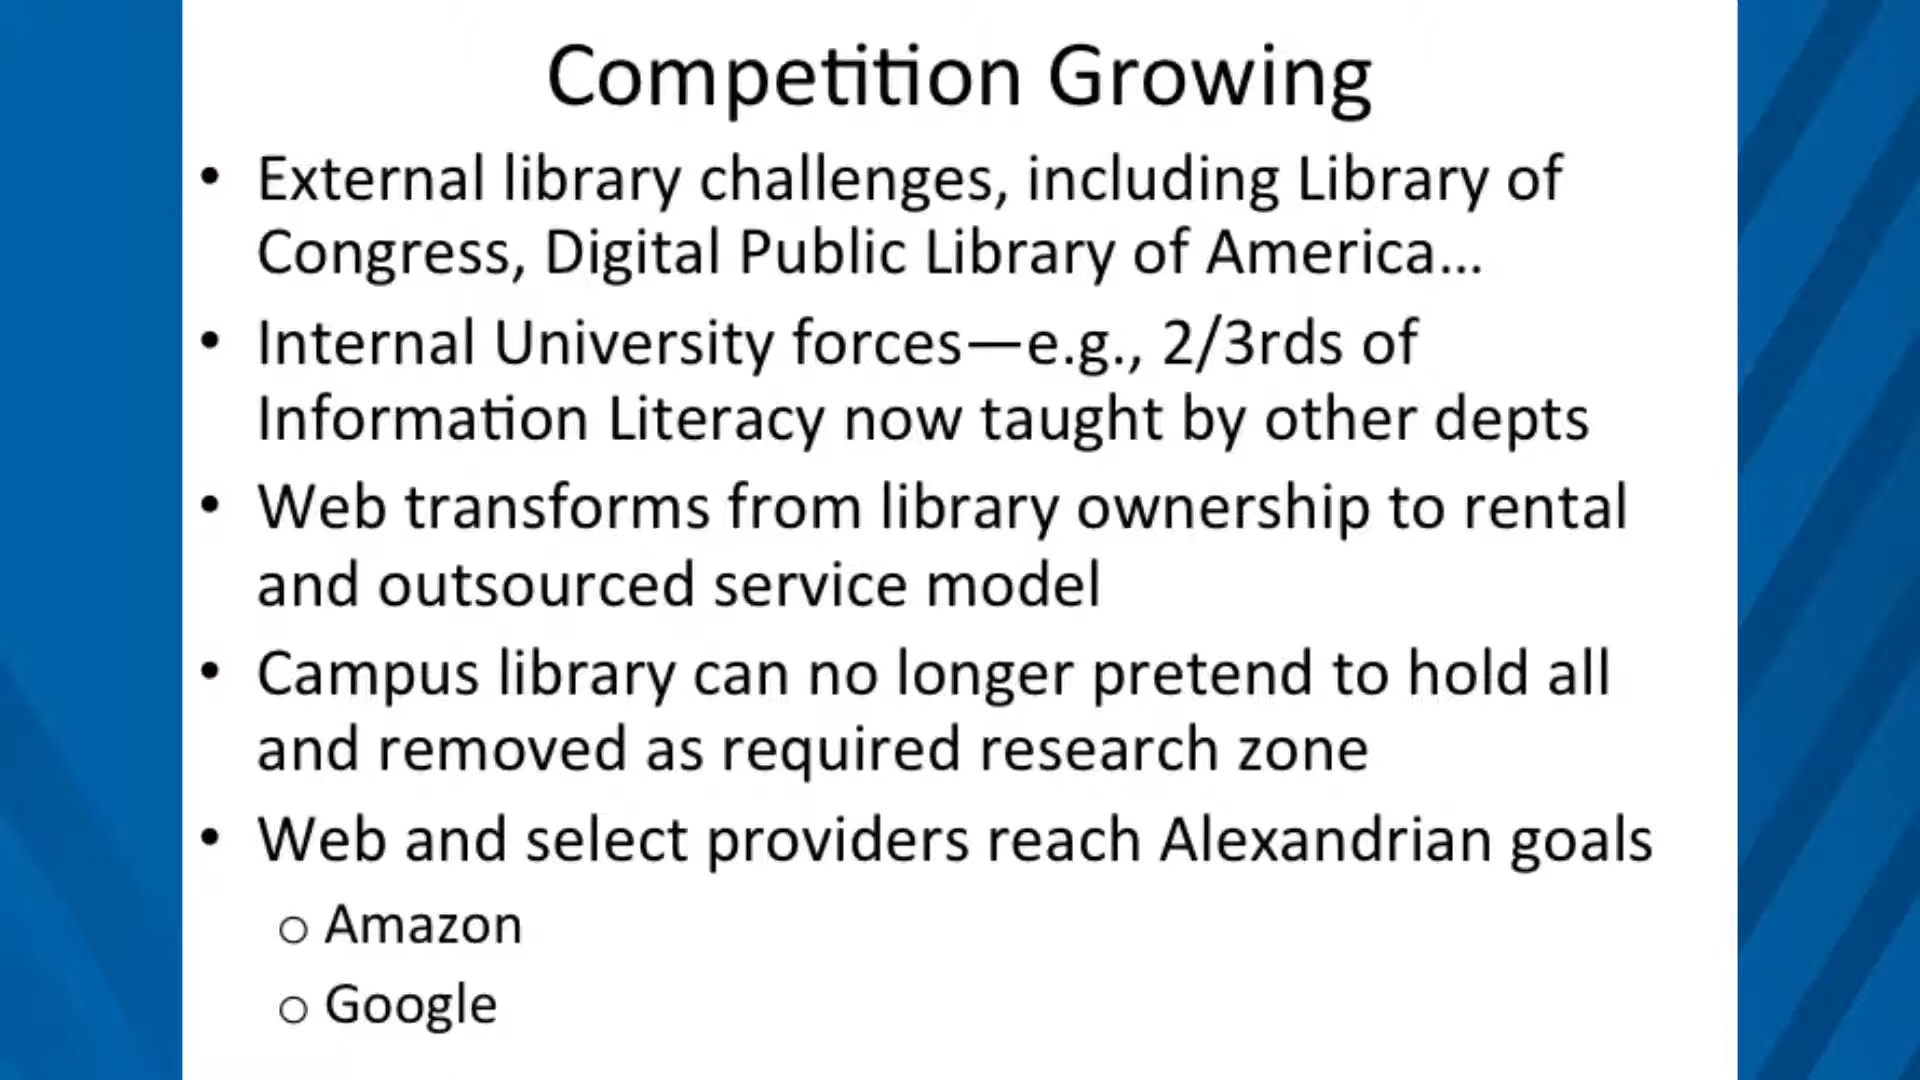 Competition Growing
• External library challenges, including Library of
Congress, Digital Public Library of America...
• Internal University forces—e.g., 2/3rds of
Information Literacy now taught by other depts
• Web transforms from library ownership to rental
and outsourced service model
• Campus library can no longer pretend to hold all
and removed as required research zone
• Web and select providers reach Alexandrian goals
o Amazon
o Google